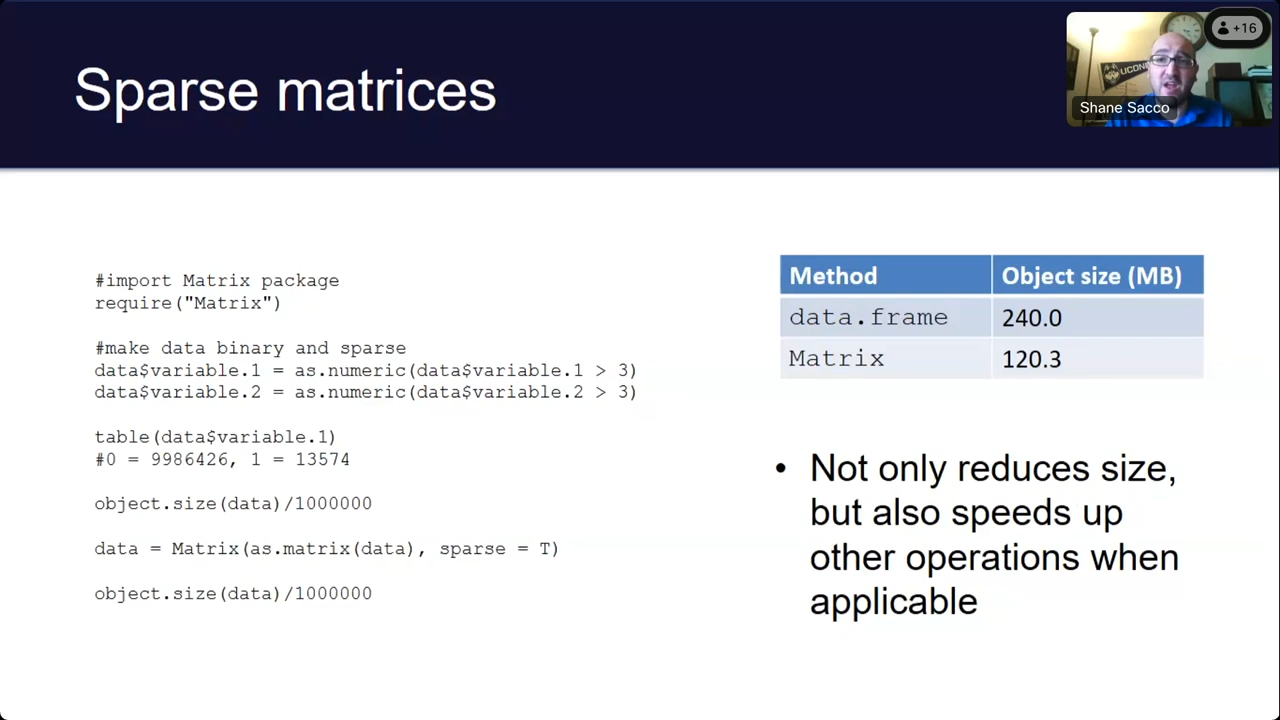 Sparse matrices
+16
UCON
Shane Sacco
#import Matrix package
require("Matrix")
#make data binary and sparse
data$variable.1 = as.numeric(data$variable.1 > 3)
data$variable.2 = as.numeric(data$variable.2 > 3)
table(data$variable.1)
#0 = 9986426, 1 = 13574
object.size(data)/1000000
data = Matrix(as.matrix(data), sparse = T)
object.size(data)/1000000
Method Object size (MB)
data.frame 240.0
Matrix 120.3
• Not only reduces size,
but also speeds up
other operations when
applicable